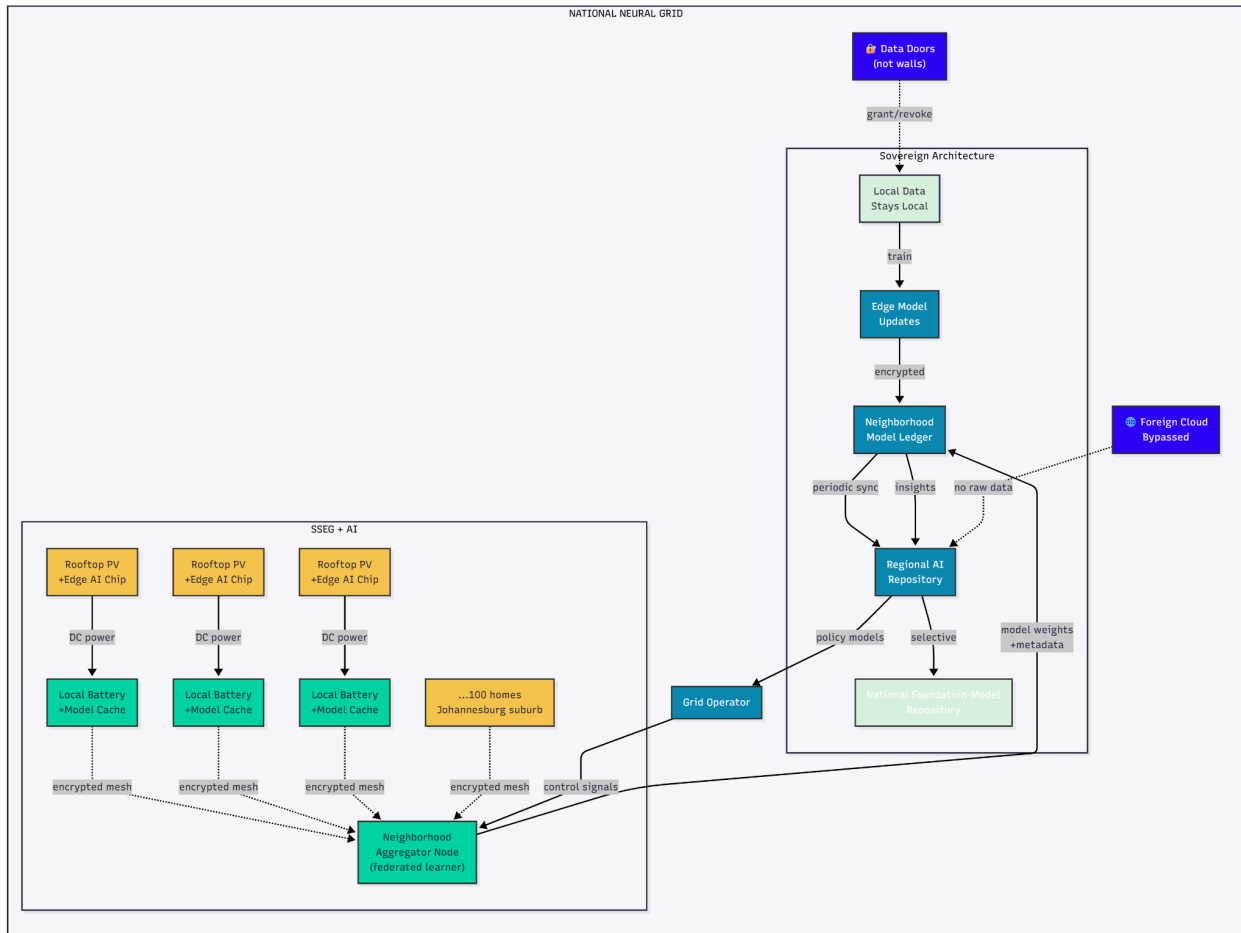 NATIONAL NEURAL GRID
🔐 Data Doors
(not walls)
grant/revoke
Sovereign Architecture
Local Data
Stays Local
train
Edge Model
Updates
encrypted
Neighborhood
Model Ledger
🌐 Foreign Cloud
Bypassed
periodic sync
insights
no raw data
Regional AI
Repository
policy models
selective
model weights
+metadata
Grid Operator
National Foundation-Model
Repository
SSEG + AI
Rooftop PV
+Edge AI Chip
Rooftop PV
+Edge AI Chip
Rooftop PV
+Edge AI Chip
DC power
DC power
DC power
Local Battery
+Model Cache
Local Battery
+Model Cache
Local Battery
+Model Cache
...100 homes
Johannesburg suburb
encrypted mesh
encrypted mesh
encrypted mesh
encrypted mesh
control signals
Neighborhood
Aggregator Node
(federated learner)